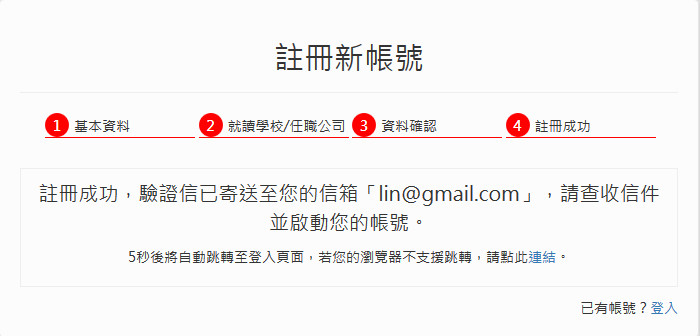 註冊新帳號
1 基本資料 2 就讀學校/任職公司 3 資料確認 4 註冊成功
註冊成功，驗證信已寄送至您的信箱「lin@gmail.com」，請查收信件
並啟動您的帳號。
5秒後將自動跳轉至登入頁面，若您的瀏覽器不支援跳轉，請點此連結。
已有帳號？登入